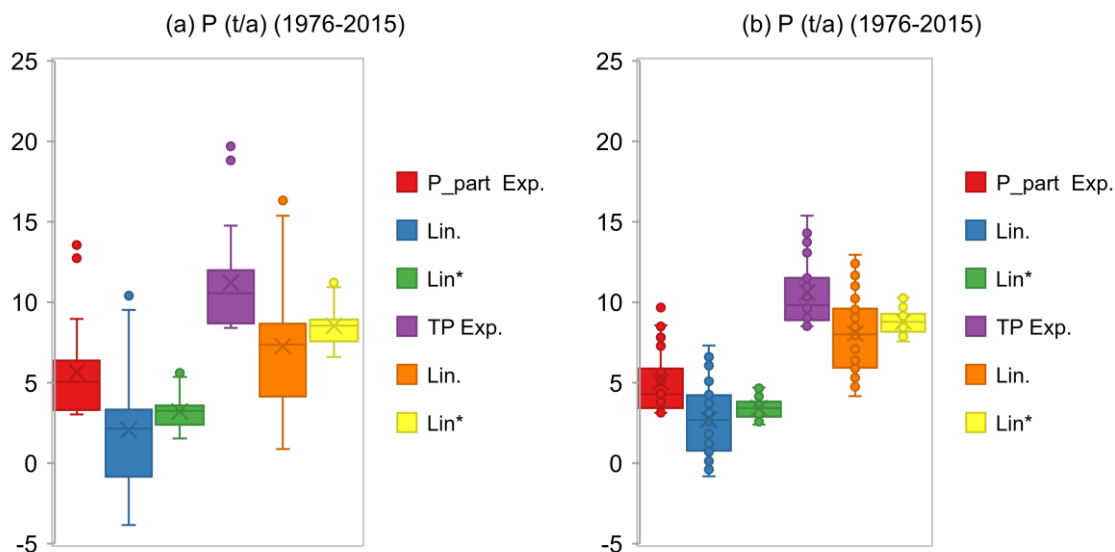 (a) P (t/a) (1976-2015)
25
20
15
10
5
0
-5
P_part Exp.
Lin.
Lin*
TP Exp.
Lin.
Lin*
(b) P (t/a) (1976-2015)
25
20
15
10
5
0
-5
P_part Exp.
Lin.
Lin*
TP Exp.
Lin.
Lin*